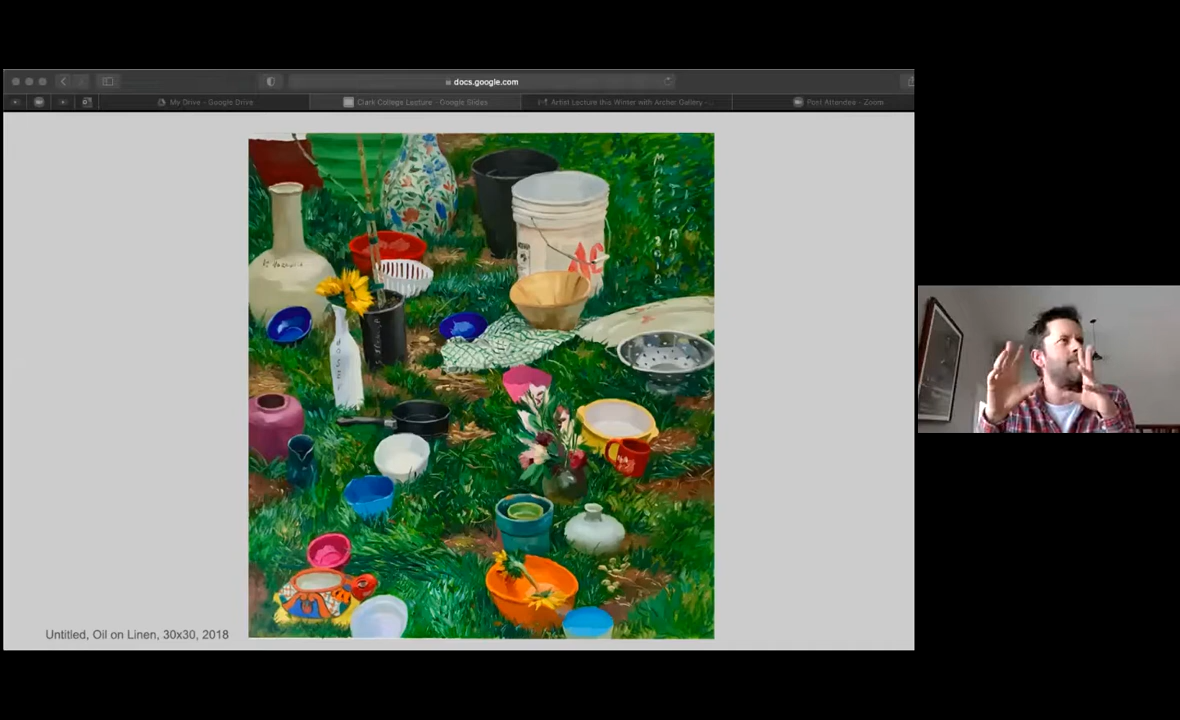 docs.google.com
My Drive - Google Drive
Clark College Lecture - Google Slides
Artist Lecture this Winter with Archer Gallery -...
Post Attendee - Zoom
AC
Untitled, Oil on Linen, 30x30, 2018